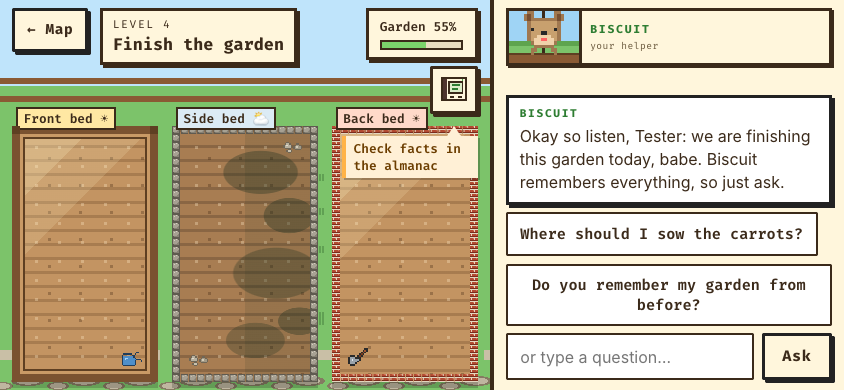 ← Map
LEVEL 4
Finish the garden
Garden 55%
Front bed ☀
Side bed ⛅
Back bed ☀
Check facts in
the almanac
BISCUIT
your helper
BISCUIT
Okay so listen, Tester: we are finishing
this garden today, babe. Biscuit
remembers everything, so just ask.
Where should I sow the carrots?
Do you remember my garden from
before?
or type a question...
Ask